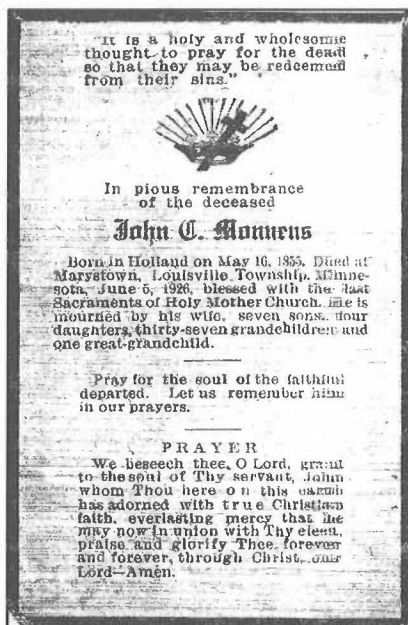 "It is a holy and wholesome
thought to pray for the dead
so that they may be redeemed
from their sins."
In pious remembrance
of the deceased
John C. Monnens
Born in Holland on May 16, 1855. Died at
Marystown, Louisville Township, Minne-
sota, June 5, 1926, blessed with the last
Sacraments of Holy Mother Church. He is
mourned by his wife, seven sons, four
daughters, thirty-seven grandchildren and
one great-grandchild.
Pray for the soul of the faithful
departed. Let us remember him
in our prayers.
PRAYER
We beseech thee, O Lord, grant
to the soul of Thy servant, John
whom Thou here on this earth
has adorned with true Christian
faith, everlasting mercy that he
may now in union with Thy elect,
praise and glorify Thee forever
and forever, through Christ, our
Lord—Amen.